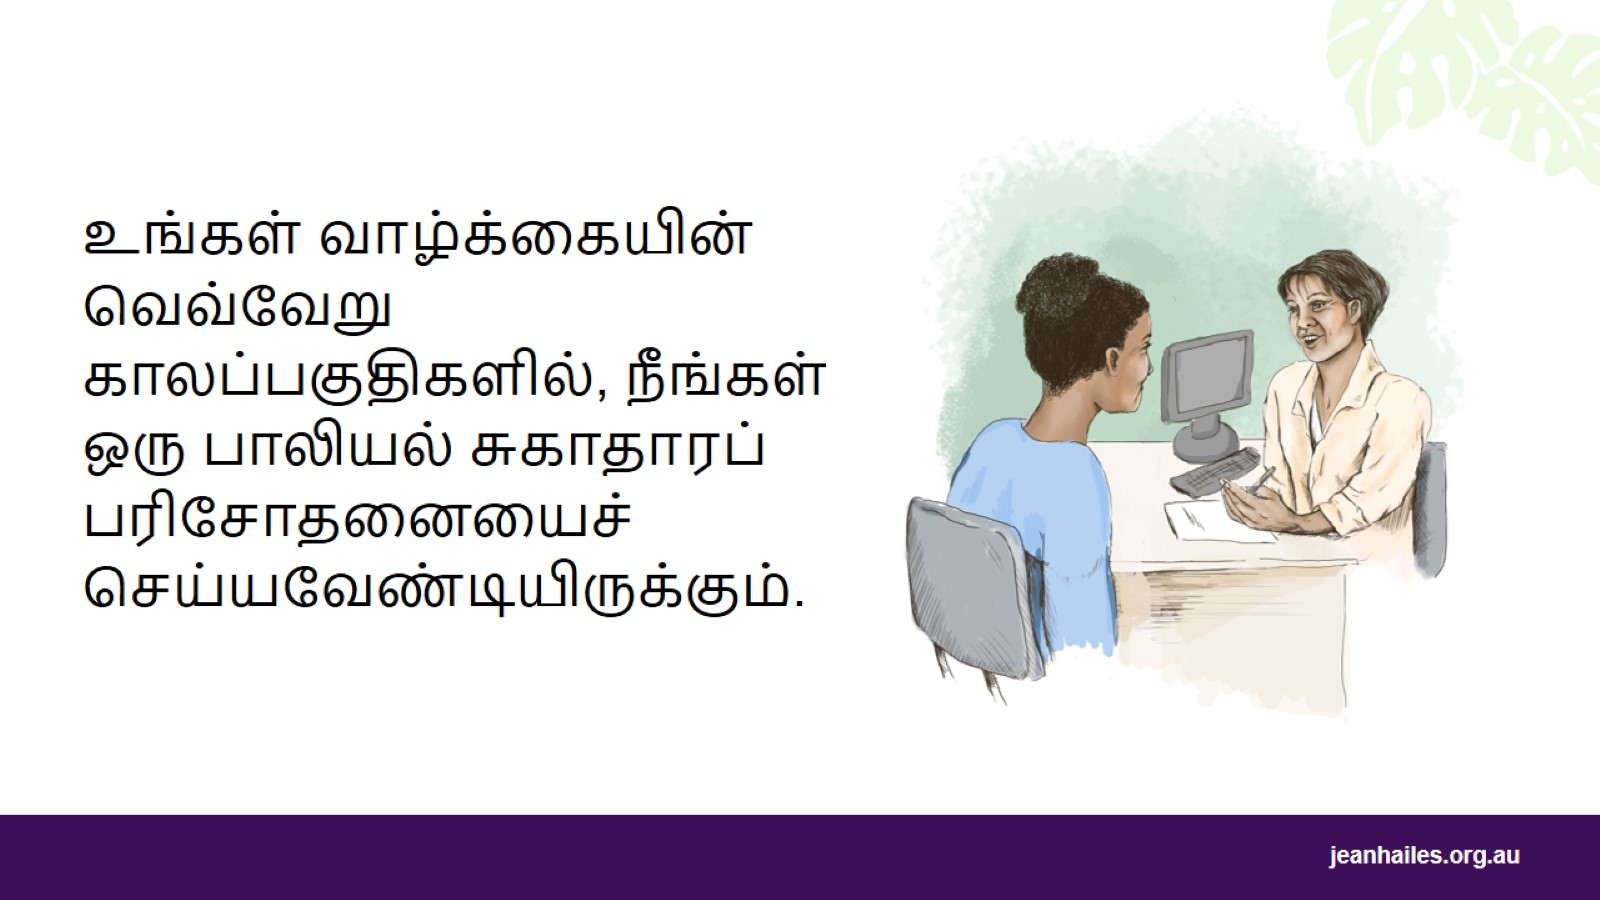 உங்கள் வாழ்க்கையின்
வெவ்வேறு
காலப்பகுதிகளில், நீங்கள்
ஒரு பாலியல் சுகாதாரப்
பரிசோதனையைச்
செய்யவேண்டியிருக்கும்.
jeanhailes.org.au